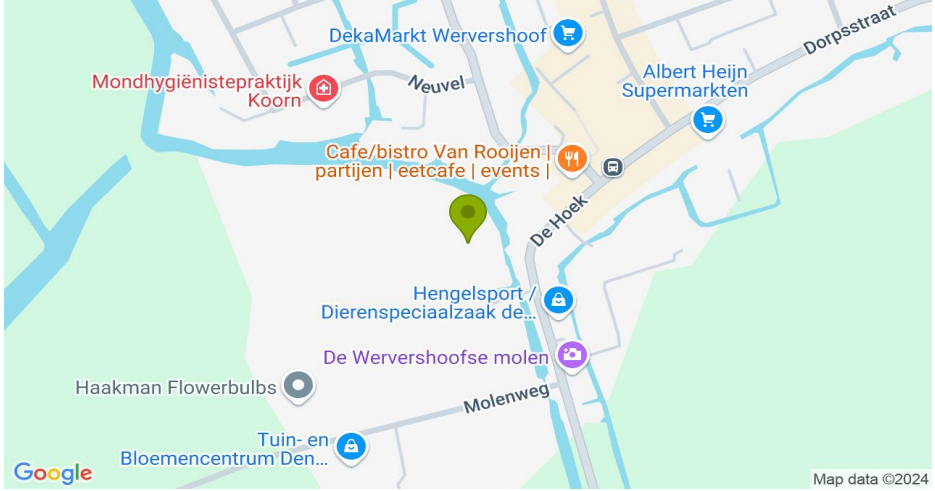 DekaMarkt Wervershoof
Dorpsstraat
Mondhygiënistepraktijk
Koorn
Neuvel
Albert Heijn
Supermarkten
Cafe/bistro Van Rooijen |
partijen | eetcafe | events |
De Hoek
Hengelsport /
Dierenspeciaalzaak de...
De Wervershoofse molen
Haakman Flowerbulbs
Molenweg
Tuin- en
Bloemencentrum Den...
Google
Map data ©2024